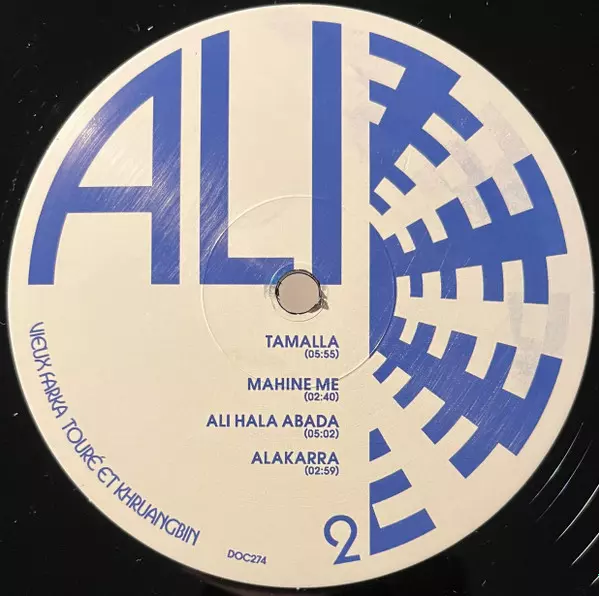 ALI
TAMALLA
(05:55)
MAHINE ME
(02:40)
ALI HALA ABADA
(05:02)
ALAKARRA
(02:59)
VIEUX FARKA TOURÉ ET KHRUANGBIN
DOC274
2